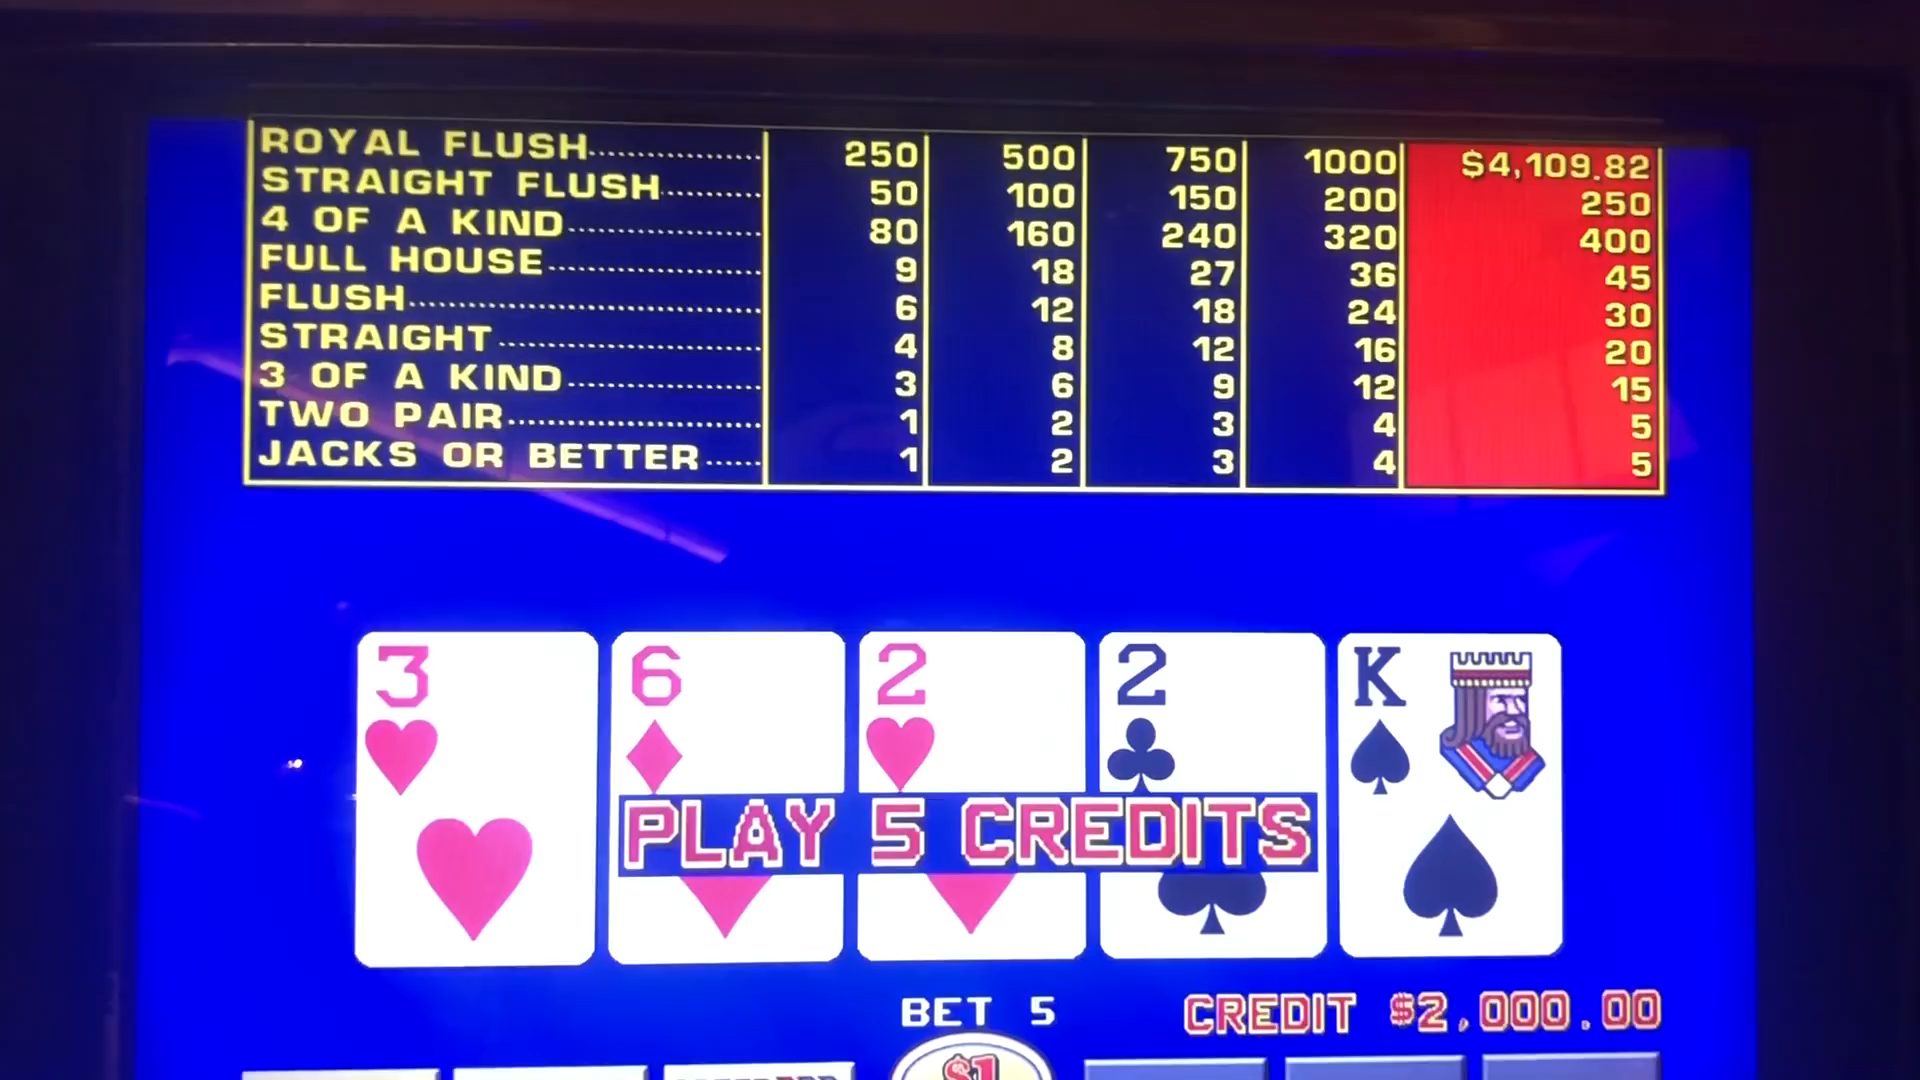 ROYAL FLUSH 250 500 750 1000 $4,109.82
STRAIGHT FLUSH 50 100 150 200 250
4 OF A KIND 80 160 240 320 400
FULL HOUSE 9 18 27 36 45
FLUSH 6 12 18 24 30
STRAIGHT 4 8 12 16 20
3 OF A KIND 3 6 9 12 15
TWO PAIR 1 2 3 4 5
JACKS OR BETTER 1 2 3 4 5
3 6 2 2 K
PLAY 5 CREDITS
BET 5 CREDIT $2,000.00
$1